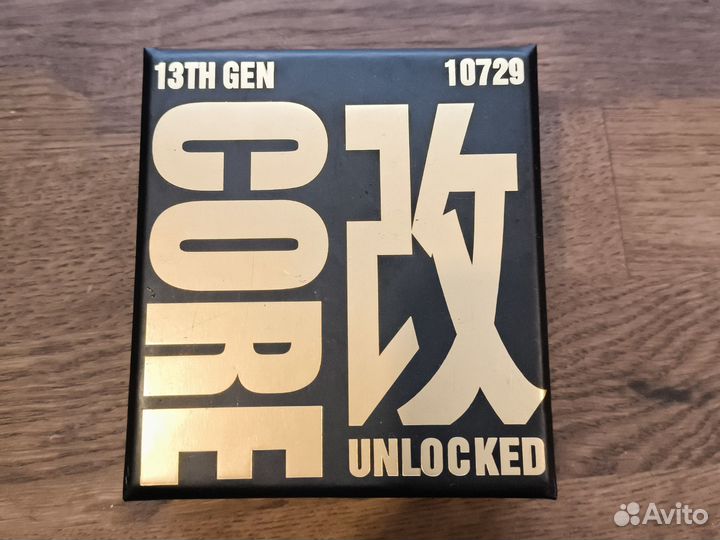 13TH GEN
10729
CORE
改
UNLOCKED
Avito